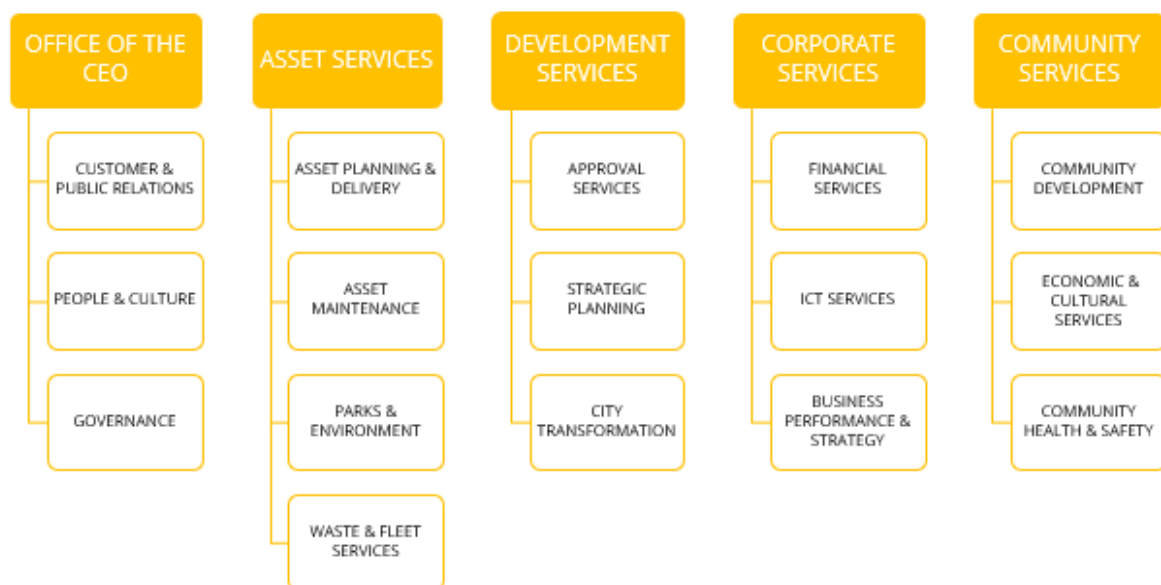 OFFICE OF THE
CEO
CUSTOMER &
PUBLIC RELATIONS
PEOPLE & CULTURE
GOVERNANCE
ASSET SERVICES
ASSET PLANNING &
DELIVERY
ASSET
MAINTENANCE
PARKS &
ENVIRONMENT
WASTE & FLEET
SERVICES
DEVELOPMENT
SERVICES
APPROVAL
SERVICES
STRATEGIC
PLANNING
CITY
TRANSFORMATION
CORPORATE
SERVICES
FINANCIAL
SERVICES
ICT SERVICES
BUSINESS
PERFORMANCE &
STRATEGY
COMMUNITY
SERVICES
COMMUNITY
DEVELOPMENT
ECONOMIC &
CULTURAL
SERVICES
COMMUNITY
HEALTH & SAFETY